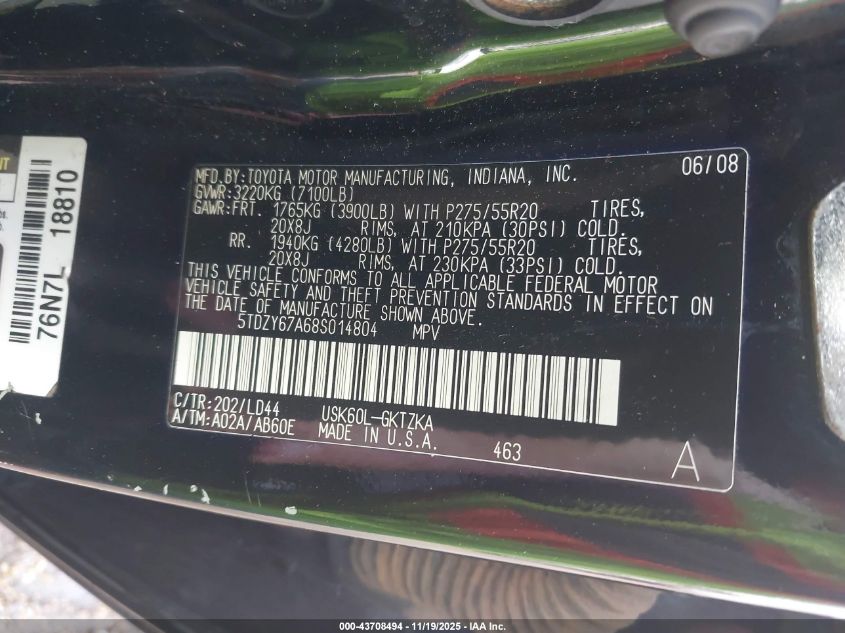 MFD.BY:TOYOTA MOTOR MANUFACTURING, INDIANA, INC. 06/08
GVWR:3220KG (7100LB)
GAWR:FRT. 1765KG (3900LB) WITH P275/55R20 TIRES,
20X8J RIMS, AT 210KPA (30PSI) COLD.
RR. 1940KG (4280LB) WITH P275/55R20 TIRES,
20X8J RIMS, AT 230KPA (33PSI) COLD.
THIS VEHICLE CONFORMS TO ALL APPLICABLE FEDERAL MOTOR
VEHICLE SAFETY AND THEFT PREVENTION STANDARDS IN EFFECT ON
THE DATE OF MANUFACTURE SHOWN ABOVE.
5TDZY67A68S014804 MPV
C/TR:202/LD44 USK60L-GKTZKA
A/TM:A02A/AB60E MADE IN U.S.A. 463 A
76N7L 18810
000-43708494 - 11/19/2025 - IAA Inc.